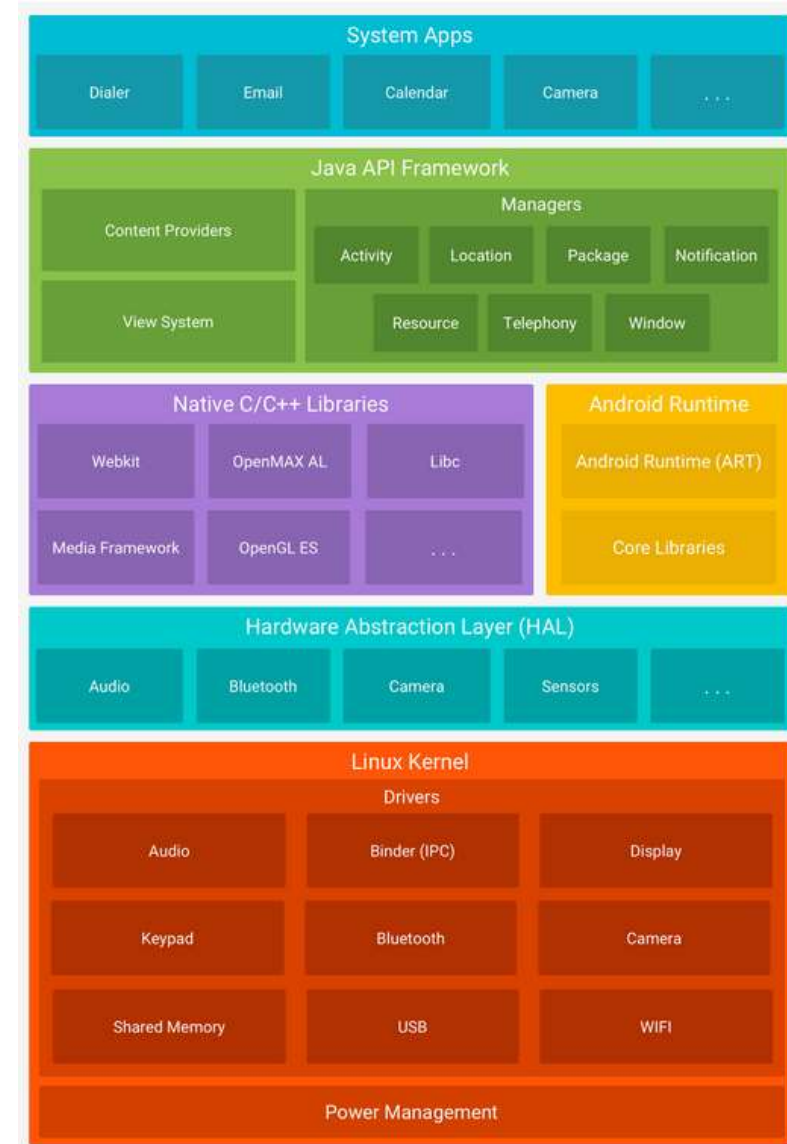 System Apps
Dialer Email Calendar Camera . . .
Java API Framework
Content Providers
View System
Managers
Activity Location Package Notification
Resource Telephony Window
Native C/C++ Libraries
Webkit OpenMAX AL Libc
Media Framework OpenGL ES . . .
Android Runtime
Android Runtime (ART)
Core Libraries
Hardware Abstraction Layer (HAL)
Audio Bluetooth Camera Sensors . . .
Linux Kernel
Drivers
Audio Binder (IPC) Display
Keypad Bluetooth Camera
Shared Memory USB WIFI
Power Management